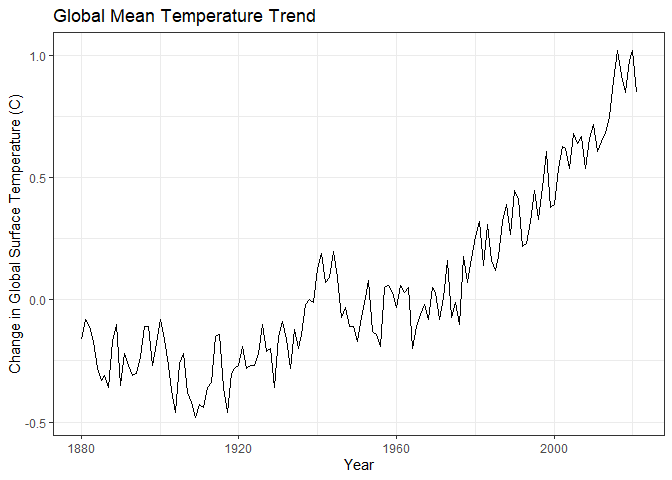 Global Mean Temperature Trend
Change in Global Surface Temperature (C)
1.0
0.5
0.0
-0.5
1880 1920 1960 2000
Year